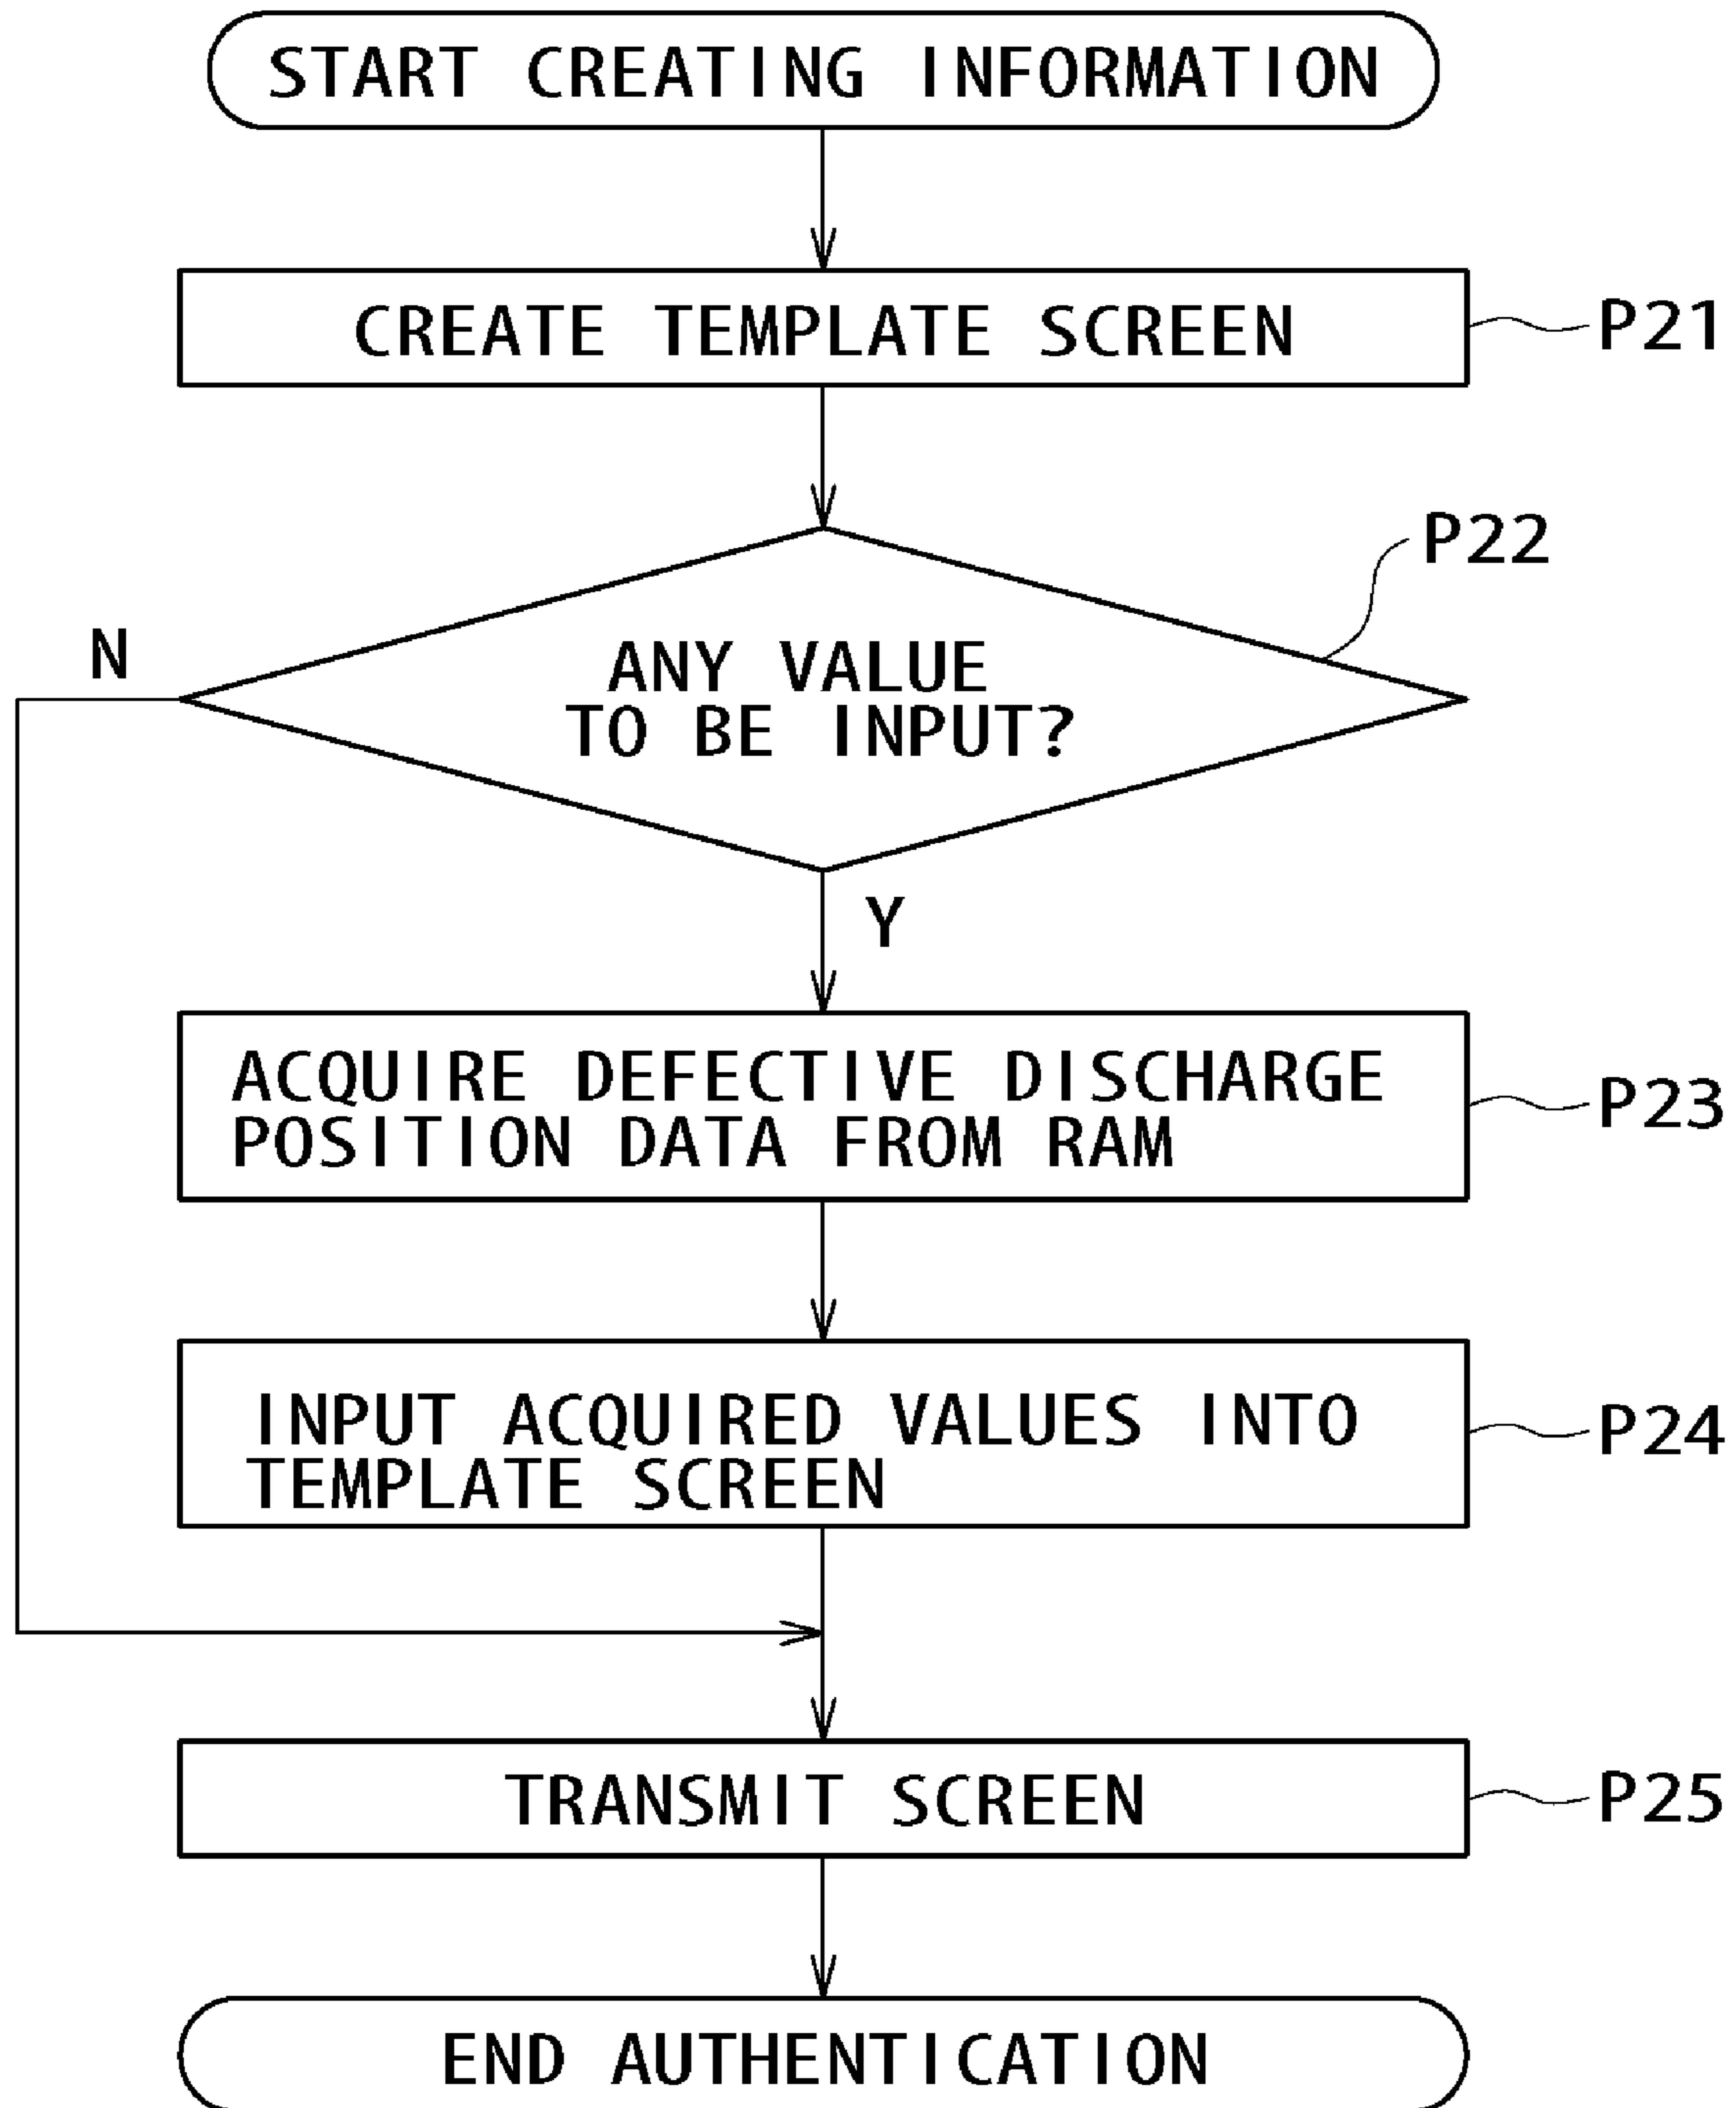 START CREATING INFORMATION
CREATE TEMPLATE SCREEN
P21
P22
N
ANY VALUE
TO BE INPUT?
Y
ACQUIRE DEFECTIVE DISCHARGE
POSITION DATA FROM RAM
P23
INPUT ACQUIRED VALUES INTO
TEMPLATE SCREEN
P24
TRANSMIT SCREEN
P25
END AUTHENTICATION